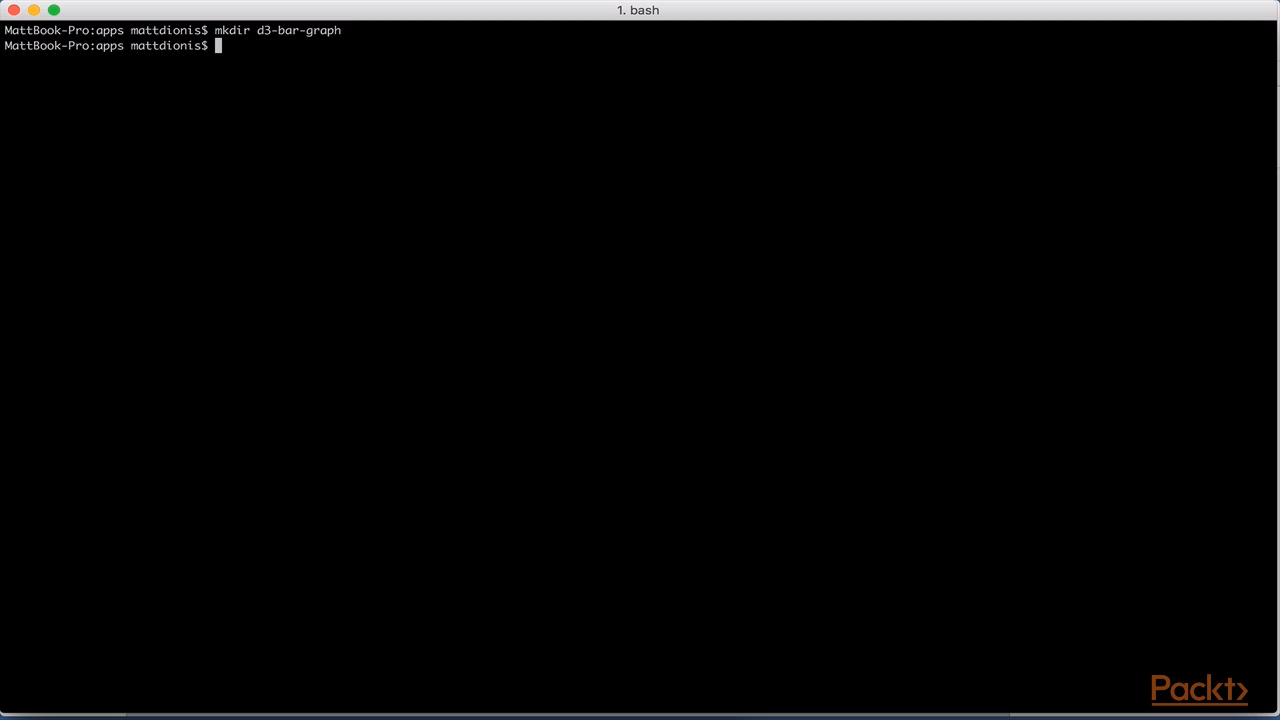 1. bash
MattBook-Pro:apps mattdionis$ mkdir d3-bar-graph
MattBook-Pro:apps mattdionis$
Packt>